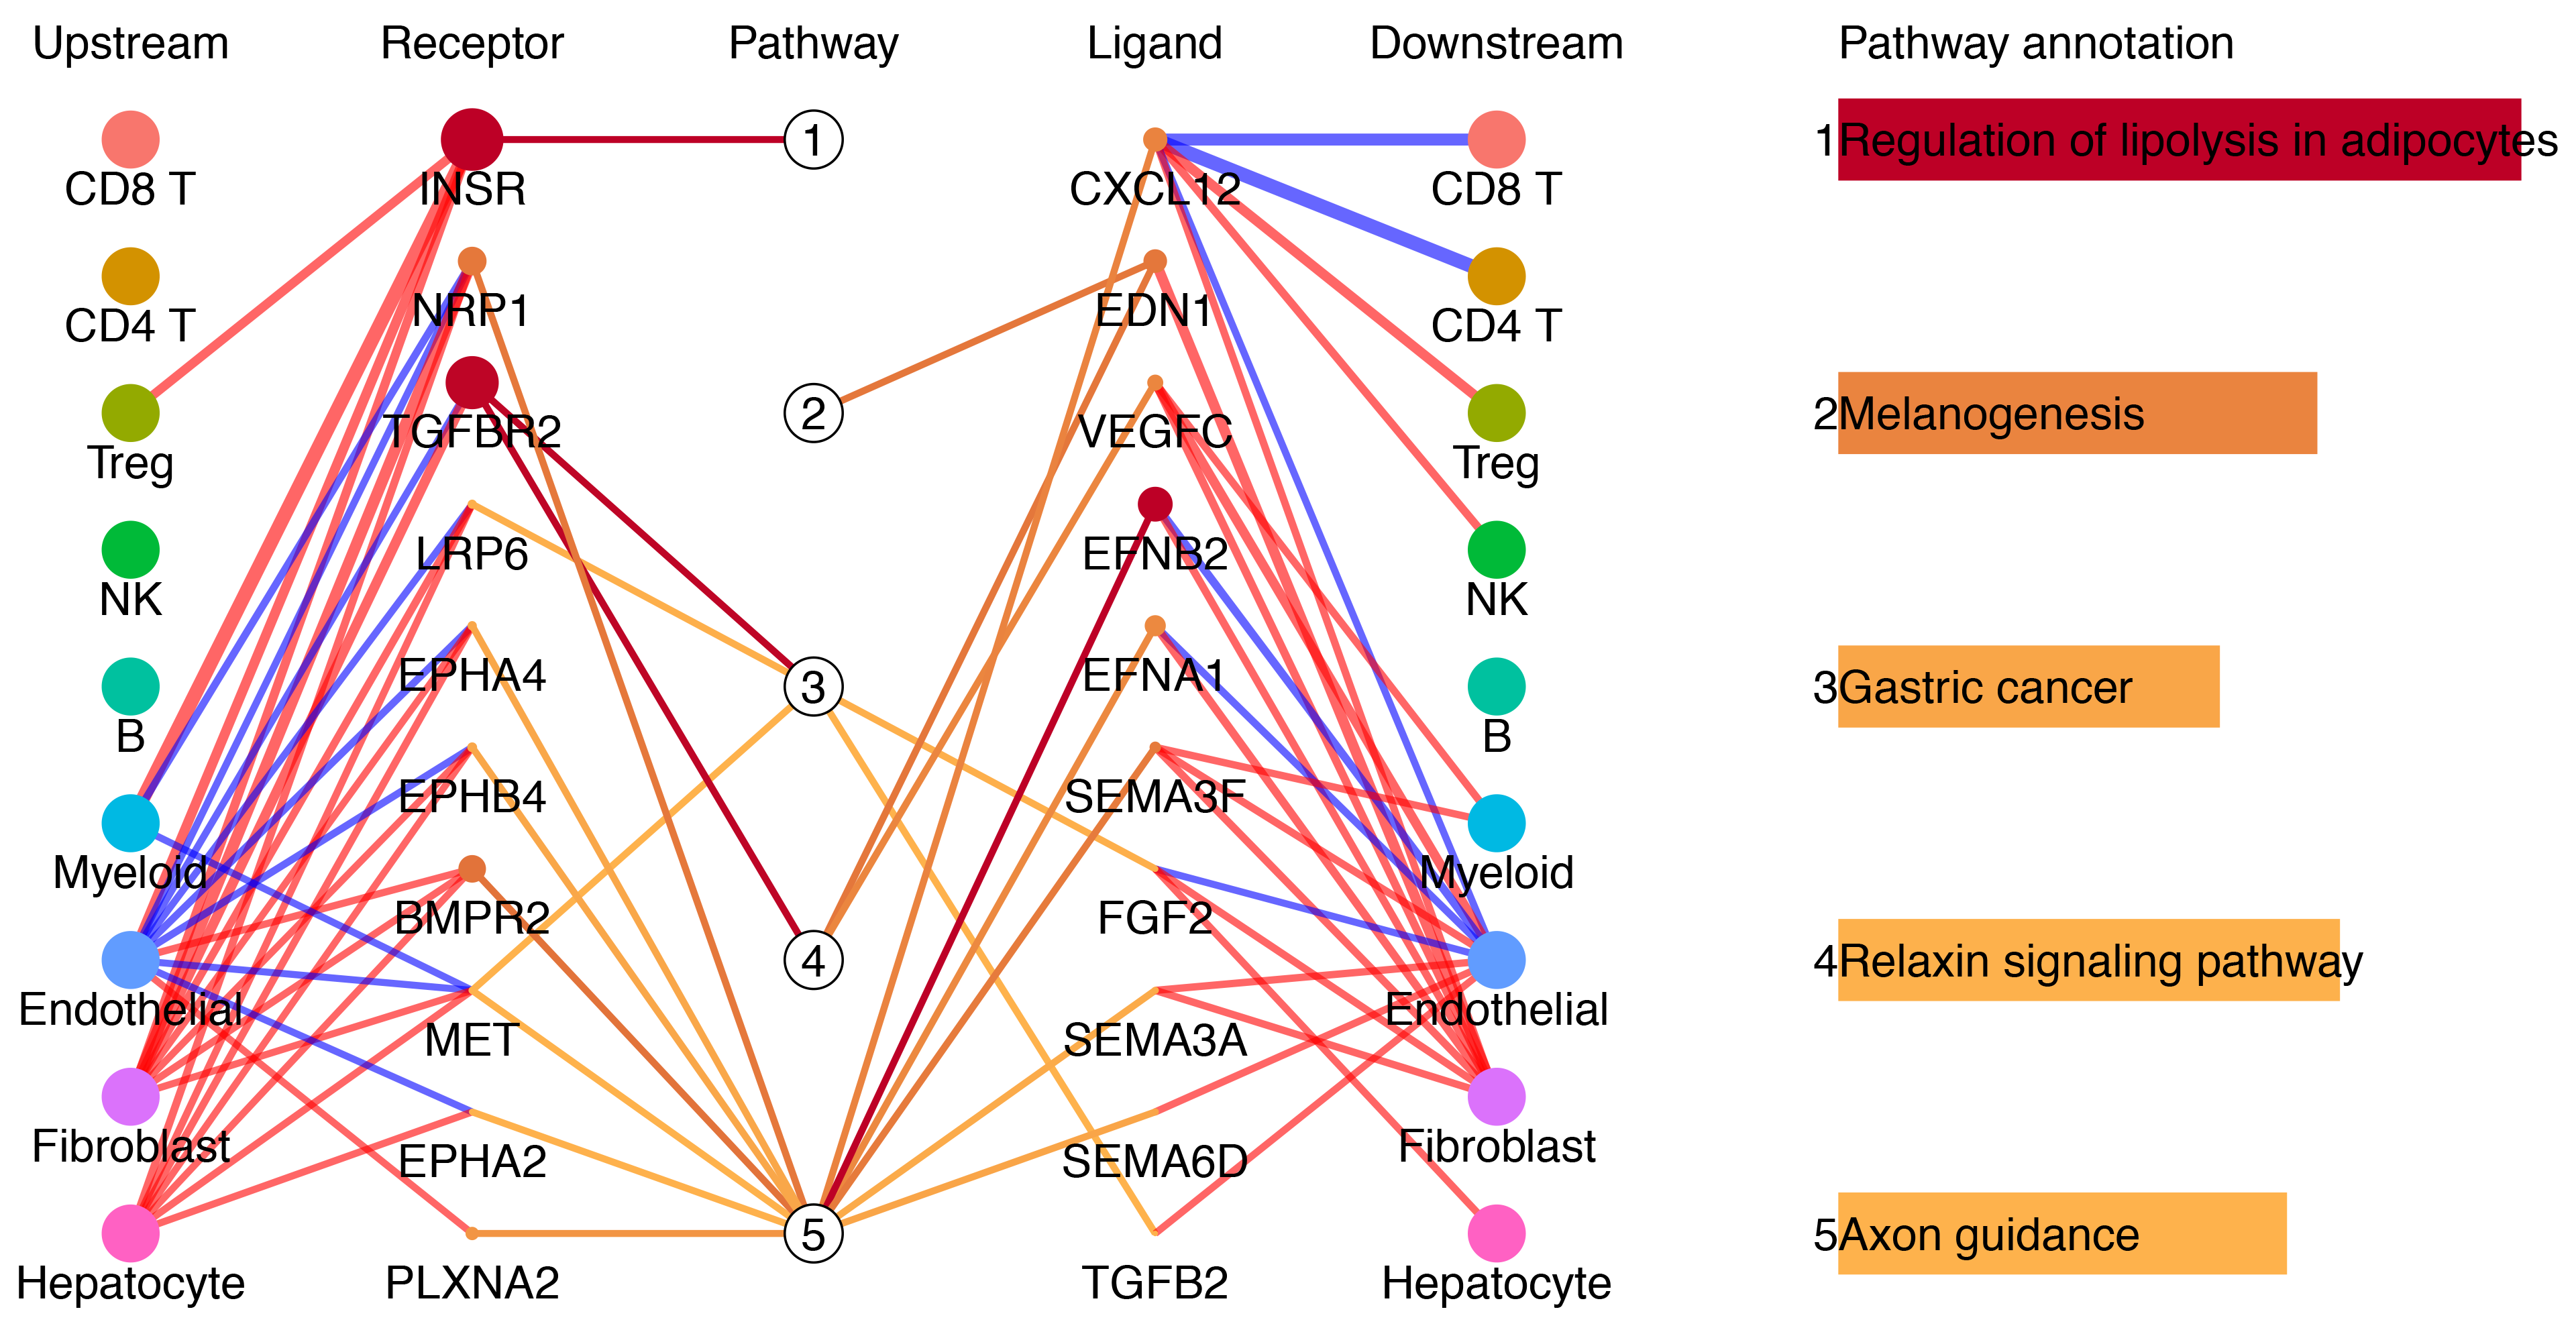 Upstream
Receptor
Pathway
Ligand
Downstream
Pathway annotation
CD8 T
CD4 T
Treg
NK
B
Myeloid
Endothelial
Fibroblast
Hepatocyte
INSR
NRP1
TGFBR2
LRP6
EPHA4
EPHB4
BMPR2
MET
EPHA2
PLXNA2
1
2
3
4
5
CXCL12
EDN1
VEGFC
EFNB2
EFNA1
SEMA3F
FGF2
SEMA3A
SEMA6D
TGFB2
CD8 T
CD4 T
Treg
NK
B
Myeloid
Endothelial
Fibroblast
Hepatocyte
1 Regulation of lipolysis in adipocytes
2 Melanogenesis
3 Gastric cancer
4 Relaxin signaling pathway
5 Axon guidance